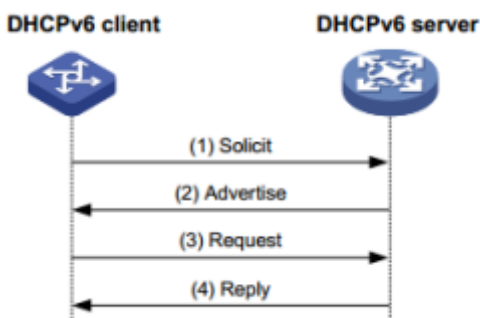 DHCPv6 client DHCPv6 server
(1) Solicit
(2) Advertise
(3) Request
(4) Reply